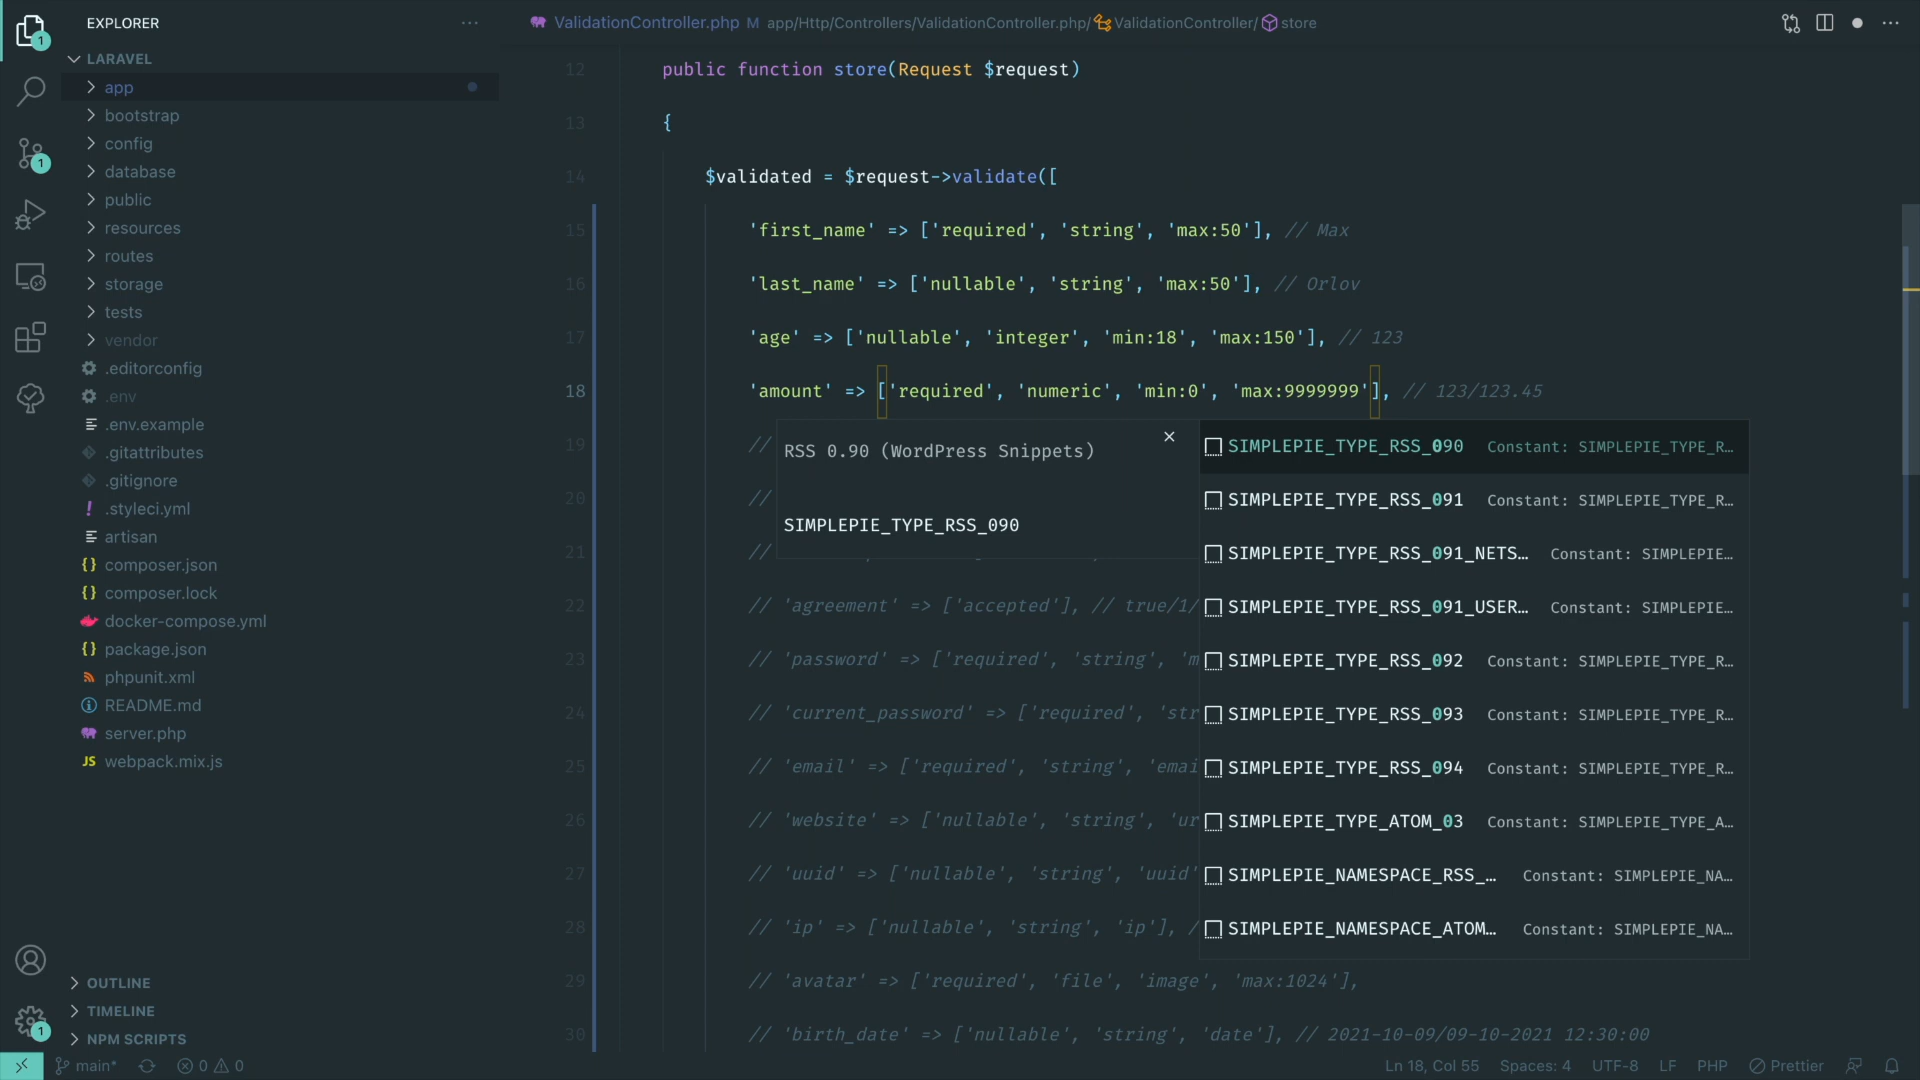 EXPLORER
LARAVEL
app
bootstrap
config
database
public
resources
routes
storage
tests
vendor
.editorconfig
.env
.env.example
.gitattributes
.gitignore
.styleci.yml
artisan
composer.json
composer.lock
docker-compose.yml
package.json
phpunit.xml
README.md
server.php
JS webpack.mix.js
OUTLINE
TIMELINE
NPM SCRIPTS
ValidationController.php M app/Http/Controllers/ValidationController.php/ ValidationController/ store
12 public function store(Request $request)
13 {
14 $validated = $request->validate([
15 'first_name' => ['required', 'string', 'max:50'], // Max
16 'last_name' => ['nullable', 'string', 'max:50'], // Orlov
17 'age' => ['nullable', 'integer', 'min:18', 'max:150'], // 123
18 'amount' => ['required', 'numeric', 'min:0', 'max:9999999'], // 123/123.45
19 //
20 //
21 //
22 // 'agreement' => ['accepted'], // true/1/
23 // 'password' => ['required', 'string', 'm
24 // 'current_password' => ['required', 'str
25 // 'email' => ['required', 'string', 'emai
26 // 'website' => ['nullable', 'string', 'ur
27 // 'uuid' => ['nullable', 'string', 'uuid'
28 // 'ip' => ['nullable', 'string', 'ip'], /
29 // 'avatar' => ['required', 'file', 'image', 'max:1024'],
30 // 'birth_date' => ['nullable', 'string', 'date'], // 2021-10-09/09-10-2021 12:30:00
RSS 0.90 (WordPress Snippets)
SIMPLEPIE_TYPE_RSS_090
SIMPLEPIE_TYPE_RSS_090 Constant: SIMPLEPIE_TYPE_R…
SIMPLEPIE_TYPE_RSS_091 Constant: SIMPLEPIE_TYPE_R…
SIMPLEPIE_TYPE_RSS_091_NETS… Constant: SIMPLEPIE…
SIMPLEPIE_TYPE_RSS_091_USER… Constant: SIMPLEPIE…
SIMPLEPIE_TYPE_RSS_092 Constant: SIMPLEPIE_TYPE_R…
SIMPLEPIE_TYPE_RSS_093 Constant: SIMPLEPIE_TYPE_R…
SIMPLEPIE_TYPE_RSS_094 Constant: SIMPLEPIE_TYPE_R…
SIMPLEPIE_TYPE_ATOM_03 Constant: SIMPLEPIE_TYPE_A…
SIMPLEPIE_NAMESPACE_RSS_… Constant: SIMPLEPIE_NA…
SIMPLEPIE_NAMESPACE_ATOM… Constant: SIMPLEPIE_NA…
1
1
1
main* 0 0 Ln 18, Col 55 Spaces: 4 UTF-8 LF PHP Prettier